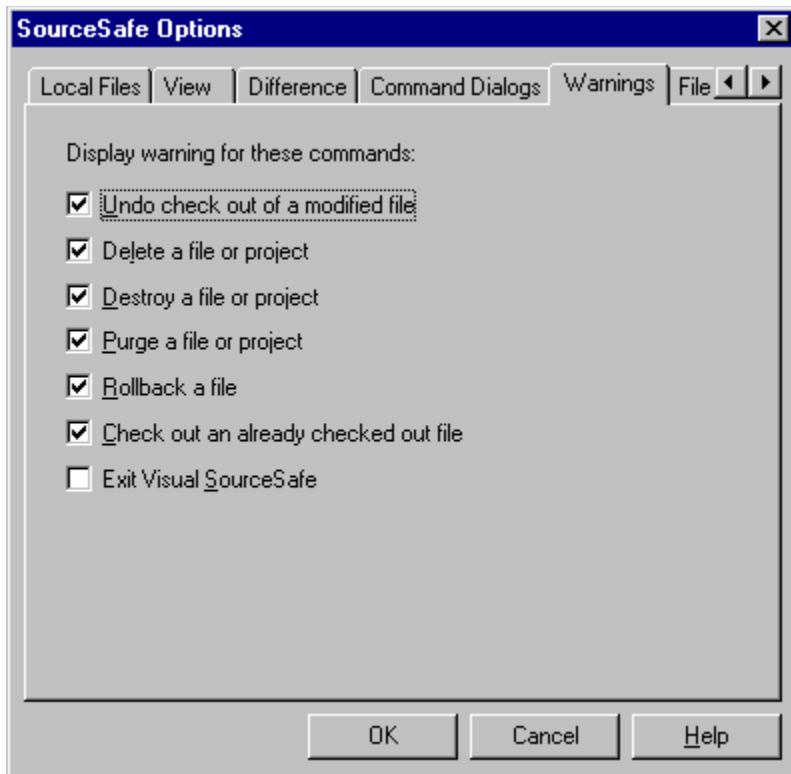 SourceSafe Options
Local Files View Difference Command Dialogs Warnings File
Display warning for these commands:
Undo check out of a modified file
Delete a file or project
Destroy a file or project
Purge a file or project
Rollback a file
Check out an already checked out file
Exit Visual SourceSafe
OK Cancel Help